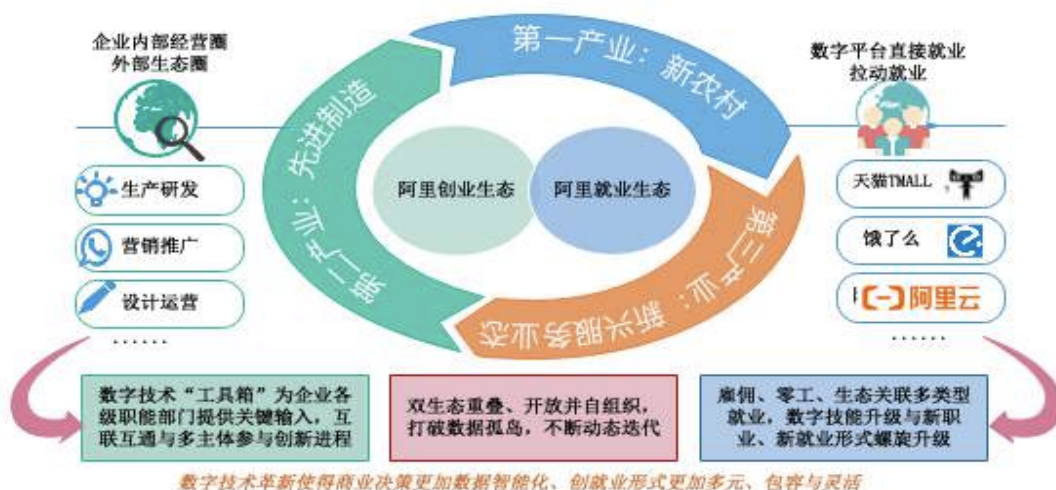 企业内部经营圈
外部生态圈
生产研发
营销推广
设计运营
······
第一产业：新农村
第二产业：先进制造
第三产业：新兴服务业态
阿里创业生态
阿里就业生态
数字平台直接就业
拉动就业
天猫TMALL
饿了么
阿里云
······
数字技术“工具箱”为企业各
级职能部门提供关键输入，互
联互通与多主体参与创新进程
双生态重叠、开放并自组织，
打破数据孤岛，不断动态迭代
雇佣、零工、生态关联多类型
就业，数字技能升级与新职
业、新就业形式螺旋升级
数字技术革新使得商业决策更加数据智能化、创就业形式更加多元、包容与灵活